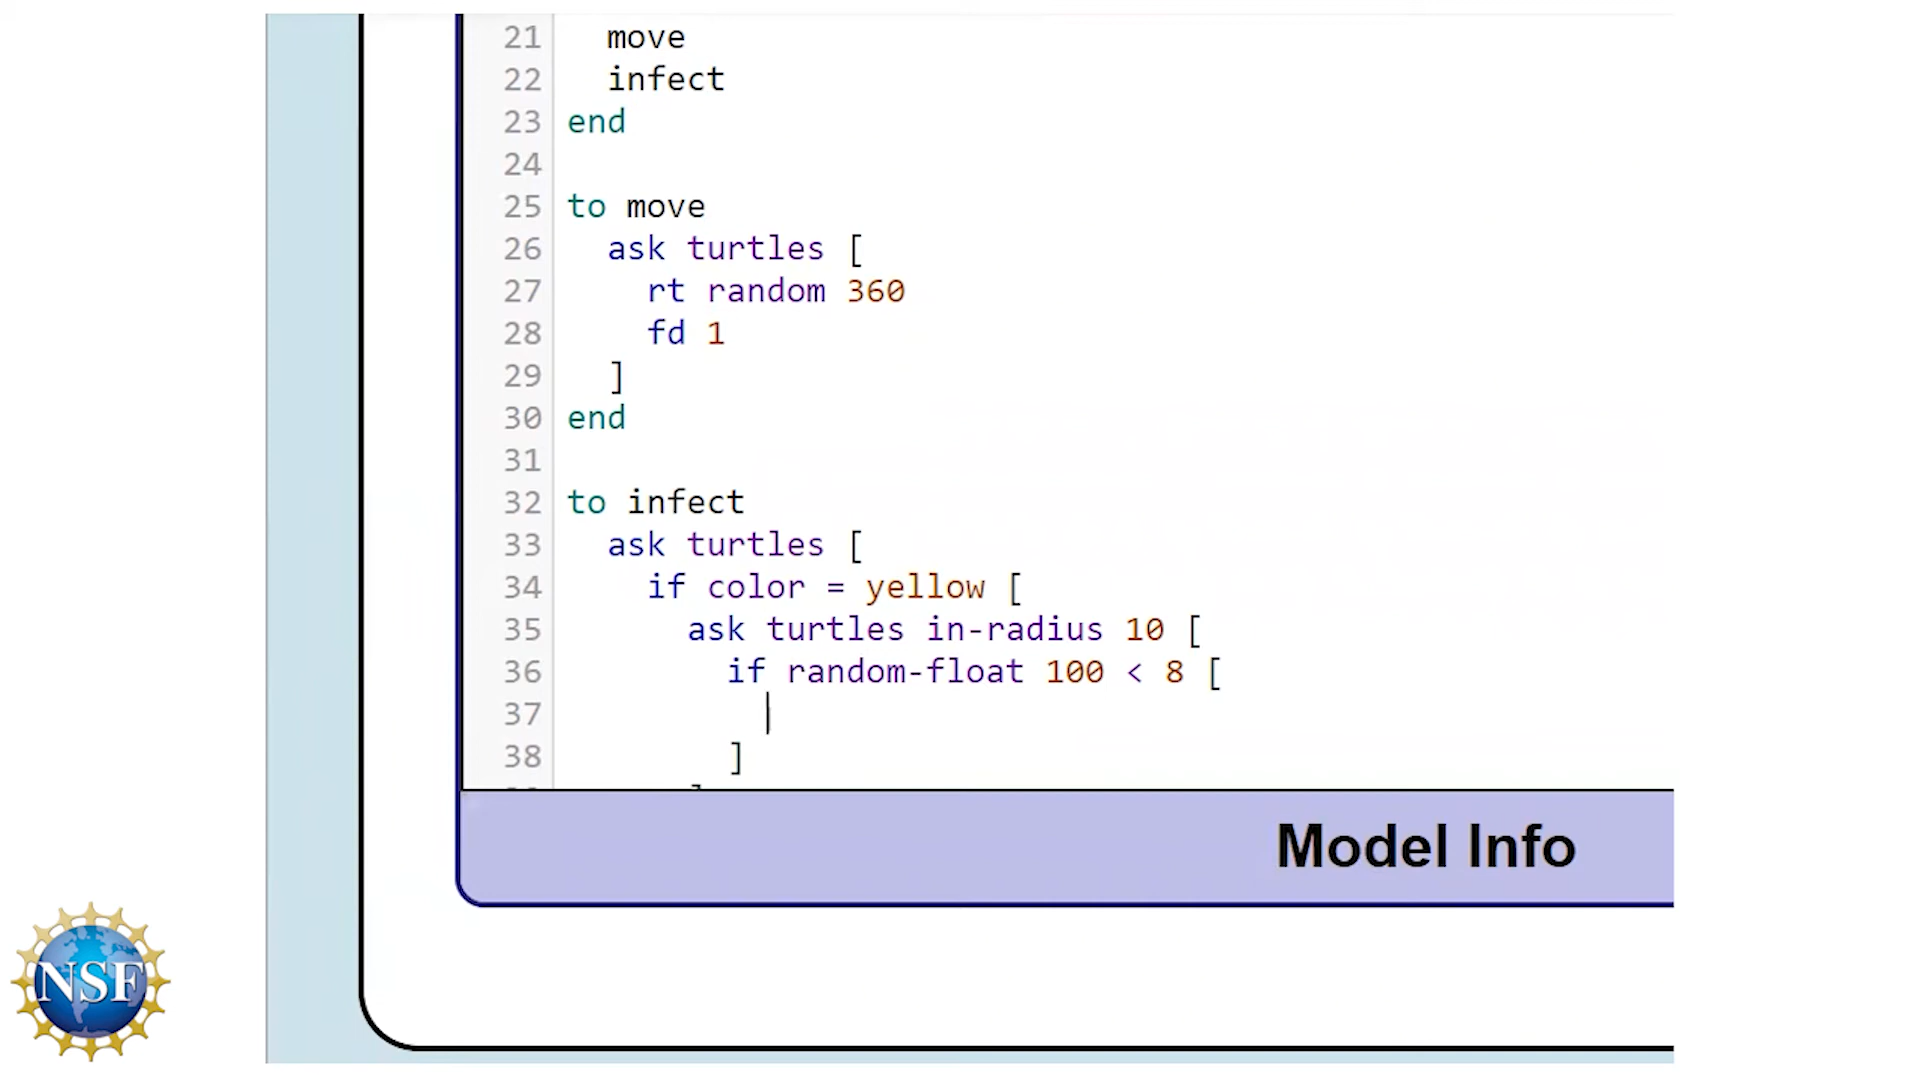 21 move
22 infect
23 end
24
25 to move
26 ask turtles [
27 rt random 360
28 fd 1
29 ]
30 end
31
32 to infect
33 ask turtles [
34 if color = yellow [
35 ask turtles in-radius 10 [
36 if random-float 100 < 8 [
37
38 ]
Model Info
NSF